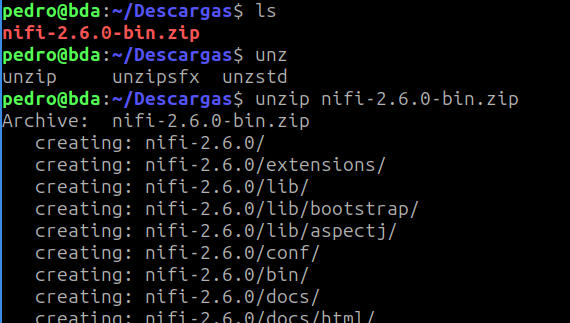 pedro@bda:~/Descargas$ ls
nifi-2.6.0-bin.zip
pedro@bda:~/Descargas$ unz
unzip     unzipsfx  unzstd
pedro@bda:~/Descargas$ unzip nifi-2.6.0-bin.zip
Archive:  nifi-2.6.0-bin.zip
   creating: nifi-2.6.0/
   creating: nifi-2.6.0/extensions/
   creating: nifi-2.6.0/lib/
   creating: nifi-2.6.0/lib/bootstrap/
   creating: nifi-2.6.0/lib/aspectj/
   creating: nifi-2.6.0/conf/
   creating: nifi-2.6.0/bin/
   creating: nifi-2.6.0/docs/
   creating: nifi-2.6.0/docs/html/